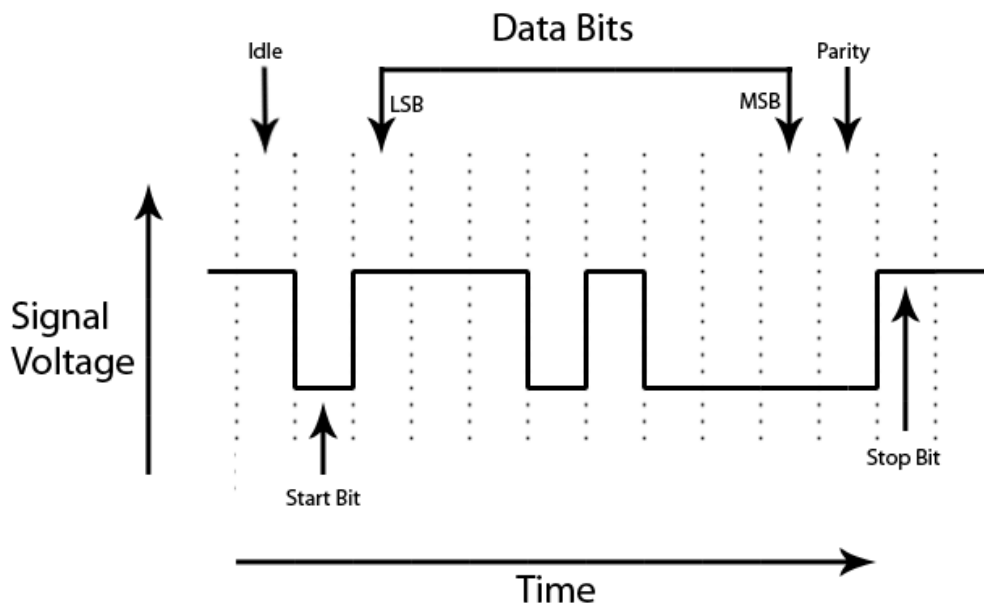 Data Bits
Idle
Parity
LSB
MSB
Signal
Voltage
Start Bit
Stop Bit
Time